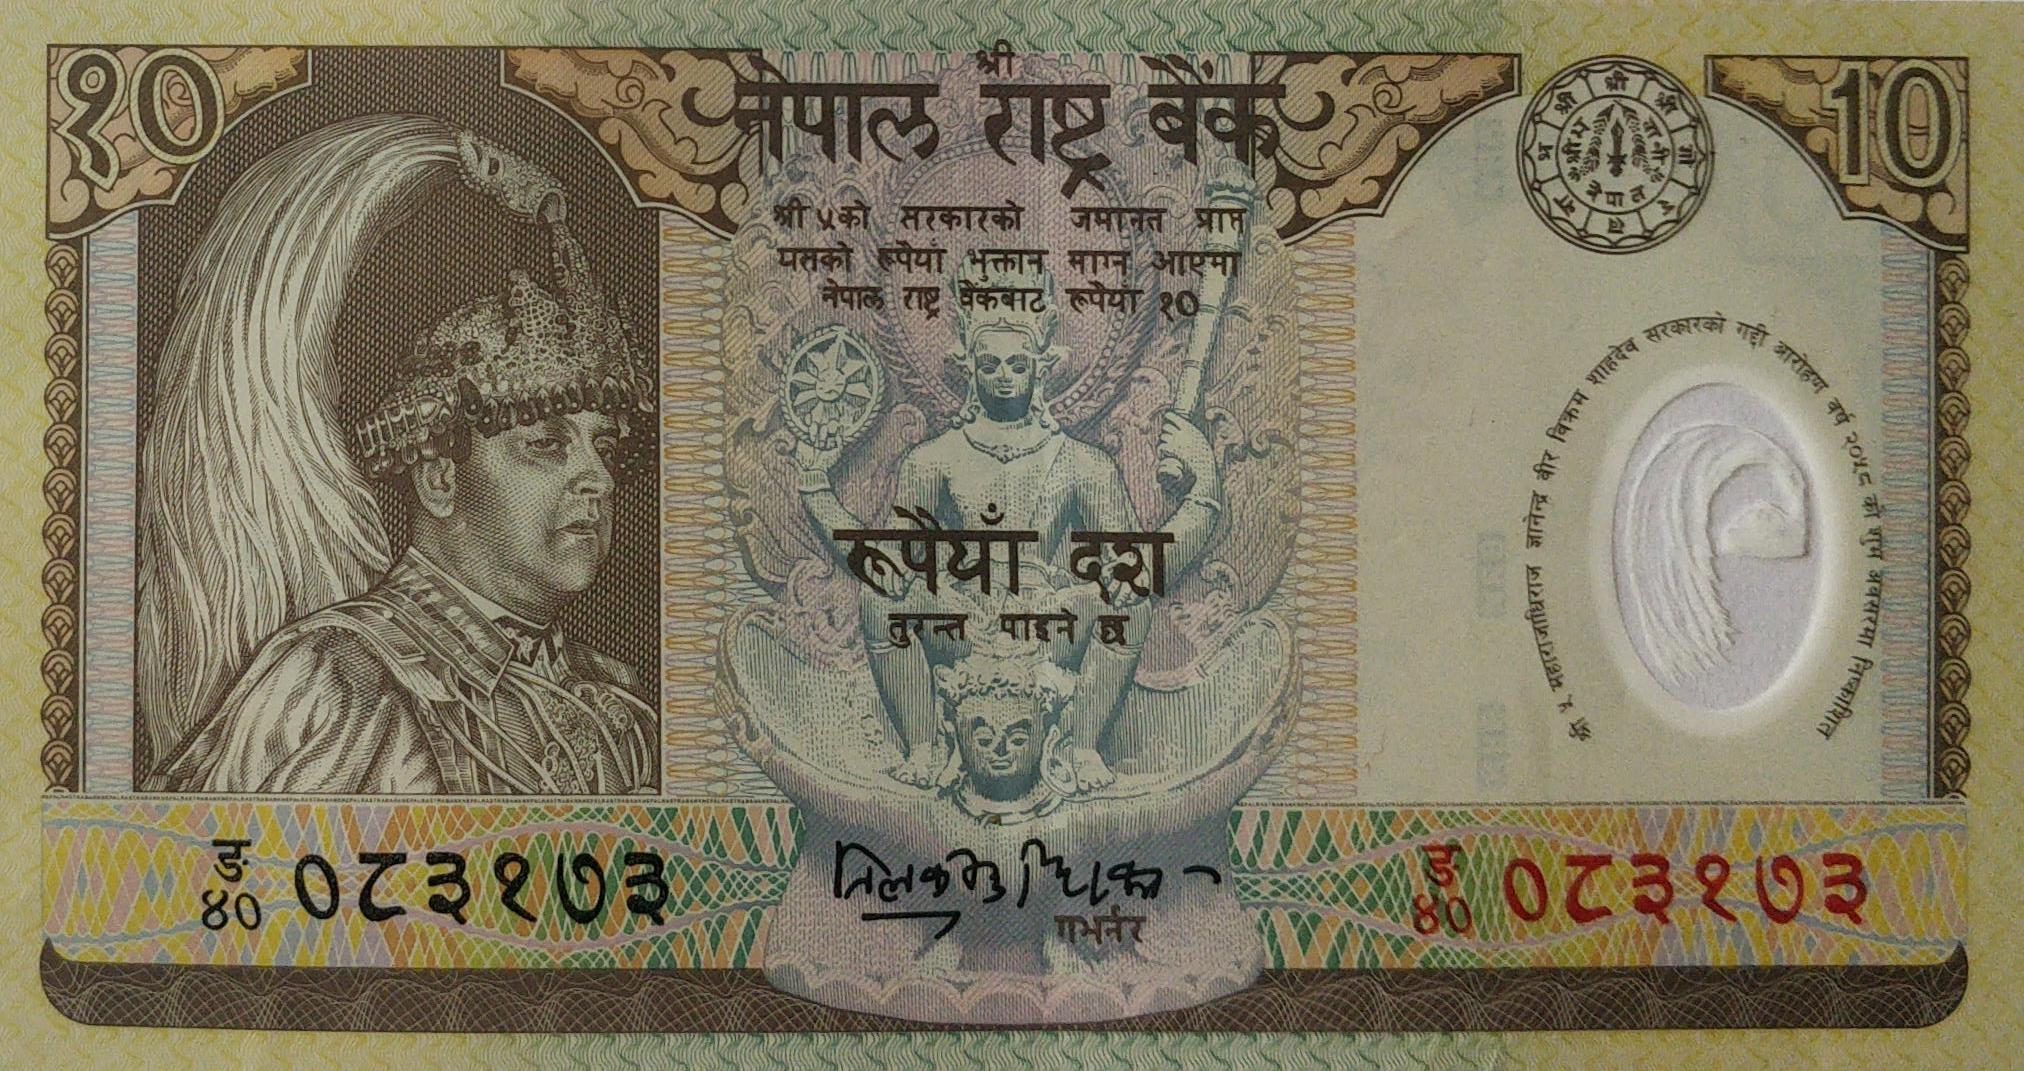 १०
श्री
नेपाल राष्ट्र बैंक
10
श्री ५को सरकारको जमानत प्राप्त
यसको रूपैयाँ भुक्तान माग्न आएमा
नेपाल राष्ट्र बैंकबाट रूपैयाँ १०
रूपैयाँ दश
तुरन्त पाइने छ
श्री ५ महाराजाधिराज ज्ञानेन्द्र वीर विक्रम शाहदेव सरकारको गद्दी आरोहण वर्ष २०५८ को शुभ अवसरमा निष्काशित
ङ
४० ०८३१७३
गभर्नर
ङ
४० ०८३१७३